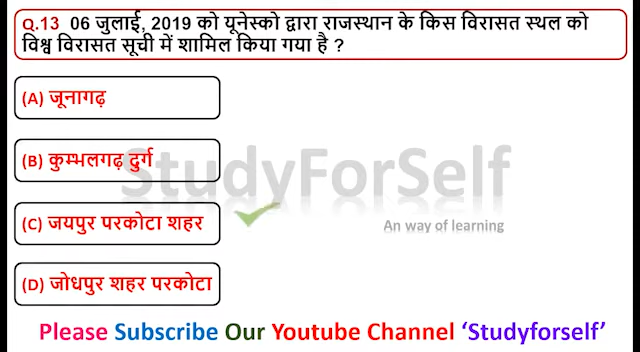 Q.13 06 जुलाई, 2019 को यूनेस्को द्वारा राजस्थान के किस विरासत स्थल को
विश्व विरासत सूची में शामिल किया गया है ?
(A) जूनागढ़
(B) कुम्भलगढ़ दुर्ग
StudyForSelf
(C) जयपुर परकोटा शहर
An way of learning
(D) जोधपुर शहर परकोटा
Please Subscribe Our Youtube Channel ‘Studyforself’